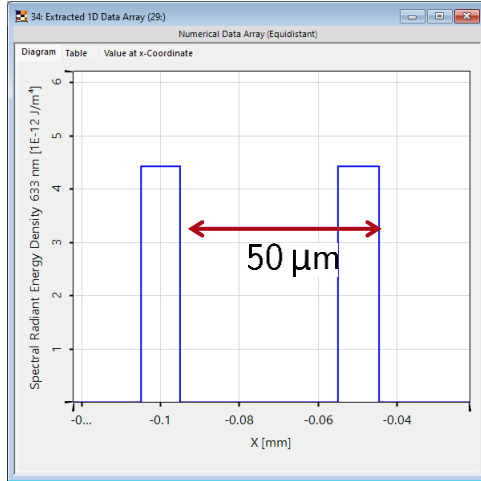 34: Extracted 1D Data Array (29:)
Numerical Data Array (Equidistant)
Diagram Table Value at x-Coordinate
Spectral Radiant Energy Density 633 nm [1E-12 J/m⁴]
6
5
4
3
2
1
50 µm
-0... -0.1 -0.08 -0.06 -0.04
X [mm]